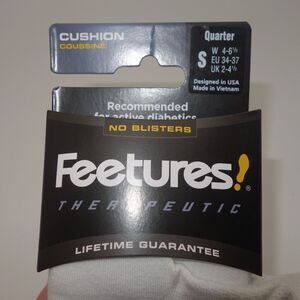 CUSHION
COUSSINE
Quarter
S
W 4-6½
EU 34-37
UK 2-4½
Designed in USA
Made in Vietnam
Recommended
for active diabetics
NO BLISTERS
Feetures!®
THERAPEUTIC
LIFETIME GUARANTEE